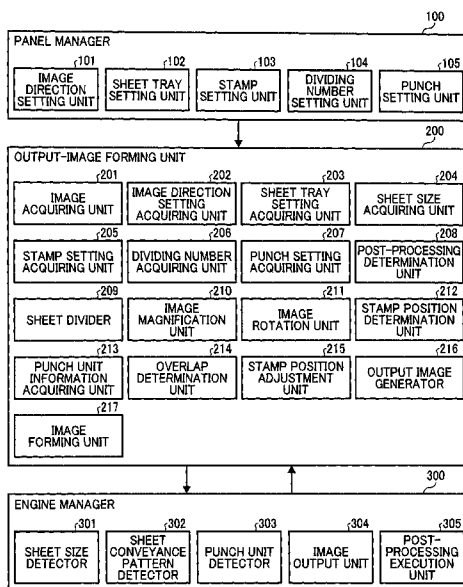 100
PANEL MANAGER
101
102
103
104
105
IMAGE
DIRECTION
SETTING UNIT
SHEET TRAY
SETTING UNIT
STAMP
SETTING UNIT
DIVIDING
NUMBER
SETTING UNIT
PUNCH
SETTING UNIT
200
OUTPUT-IMAGE FORMING UNIT
201
202
203
204
IMAGE
ACQUIRING UNIT
IMAGE DIRECTION
SETTING
ACQUIRING UNIT
SHEET TRAY
SETTING
ACQUIRING UNIT
SHEET SIZE
ACQUIRING UNIT
205
206
207
208
STAMP SETTING
ACQUIRING UNIT
DIVIDING NUMBER
ACQUIRING UNIT
PUNCH SETTING
ACQUIRING UNIT
POST-PROCESSING
DETERMINATION
UNIT
209
210
211
212
SHEET DIVIDER
IMAGE
MAGNIFICATION
UNIT
IMAGE
ROTATION UNIT
STAMP POSITION
DETERMINATION
UNIT
213
214
215
216
PUNCH UNIT
INFORMATION
ACQUIRING UNIT
OVERLAP
DETERMINATION
UNIT
STAMP POSITION
ADJUSTMENT
UNIT
OUTPUT IMAGE
GENERATOR
217
IMAGE
FORMING UNIT
300
ENGINE MANAGER
301
302
303
304
305
SHEET SIZE
DETECTOR
SHEET
CONVEYANCE
PATTERN
DETECTOR
PUNCH UNIT
DETECTOR
IMAGE
OUTPUT UNIT
POST-
PROCESSING
EXECUTION
UNIT